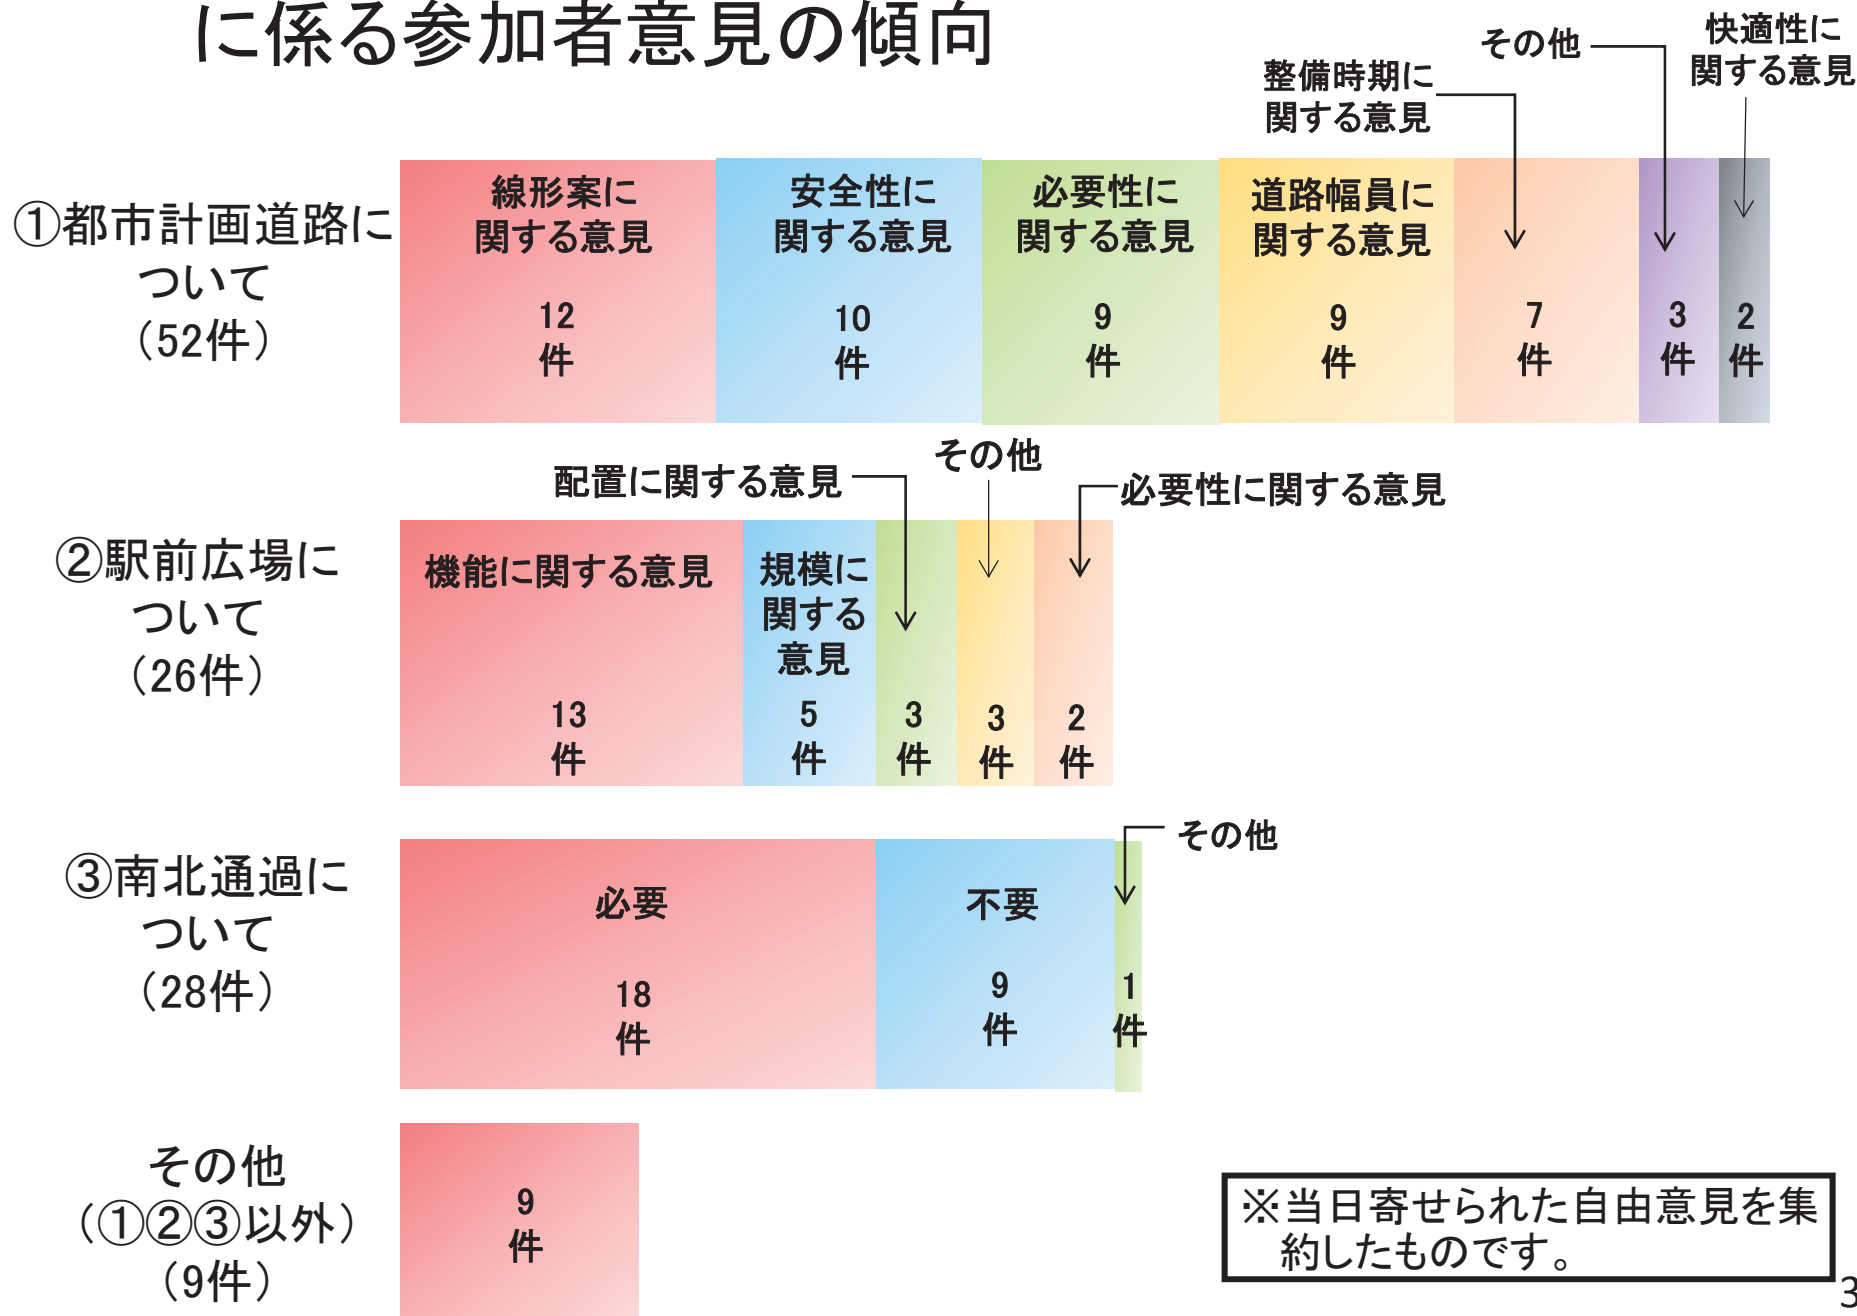 に係る参加者意見の傾向
その他
快適性に
関する意見
整備時期に
関する意見
①都市計画道路に
ついて
（52件）
線形案に
関する意見
12
件
安全性に
関する意見
10
件
必要性に
関する意見
9
件
道路幅員に
関する意見
9
件
7
件
3
件
2
件
配置に関する意見
その他
必要性に関する意見
②駅前広場に
ついて
（26件）
機能に関する意見
13
件
規模に
関する
意見
5
件
3
件
3
件
2
件
その他
③南北通過に
ついて
（28件）
必要
18
件
不要
9
件
1
件
その他
（①②③以外）
（9件）
9
件
※当日寄せられた自由意見を集
約したものです。
3